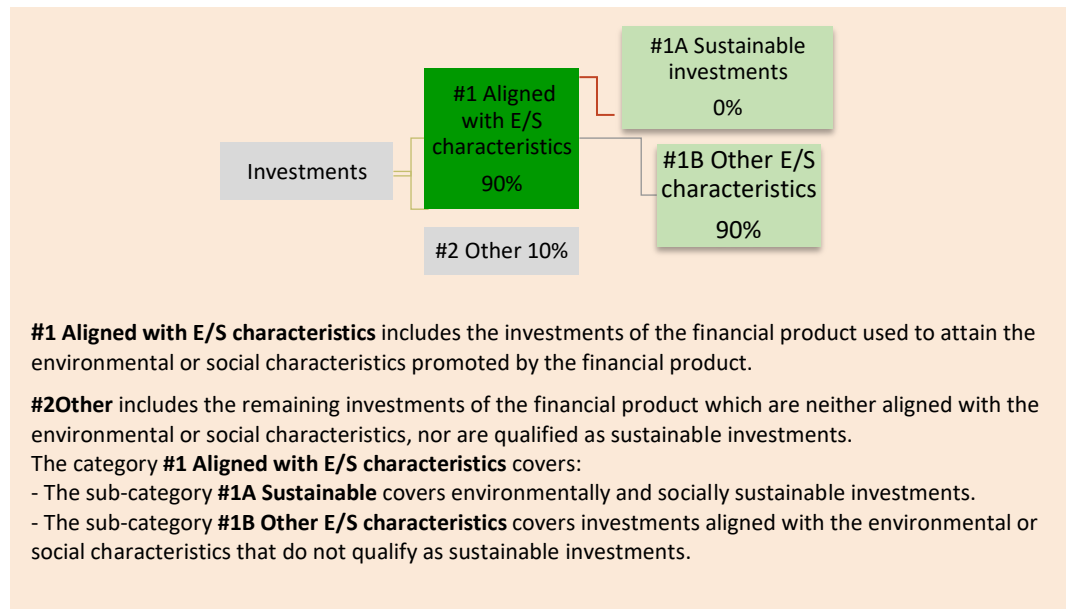 #1A Sustainable
investments
0%
#1 Aligned
with E/S
characteristics
90%
Investments
#1B Other E/S
characteristics
90%
#2 Other 10%
#1 Aligned with E/S characteristics includes the investments of the financial product used to attain the
environmental or social characteristics promoted by the financial product.
#2Other includes the remaining investments of the financial product which are neither aligned with the
environmental or social characteristics, nor are qualified as sustainable investments.
The category #1 Aligned with E/S characteristics covers:
- The sub-category #1A Sustainable covers environmentally and socially sustainable investments.
- The sub-category #1B Other E/S characteristics covers investments aligned with the environmental or
social characteristics that do not qualify as sustainable investments.